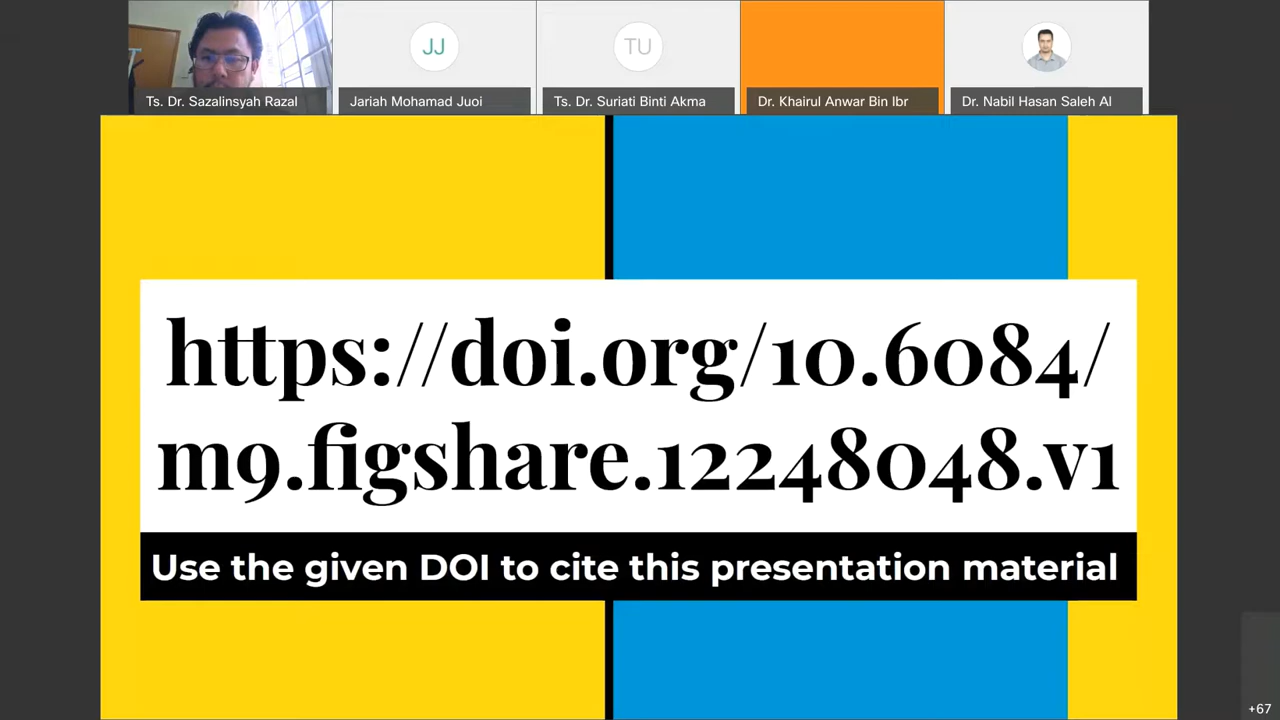 JJ
TU
Ts. Dr. Sazalinsyah Razal
Jariah Mohamad Juoi
Ts. Dr. Suriati Binti Akma
Dr. Khairul Anwar Bin Ibr
Dr. Nabil Hasan Saleh Al
https://doi.org/10.6084/
m9.figshare.12248048.v1
Use the given DOI to cite this presentation material
+67